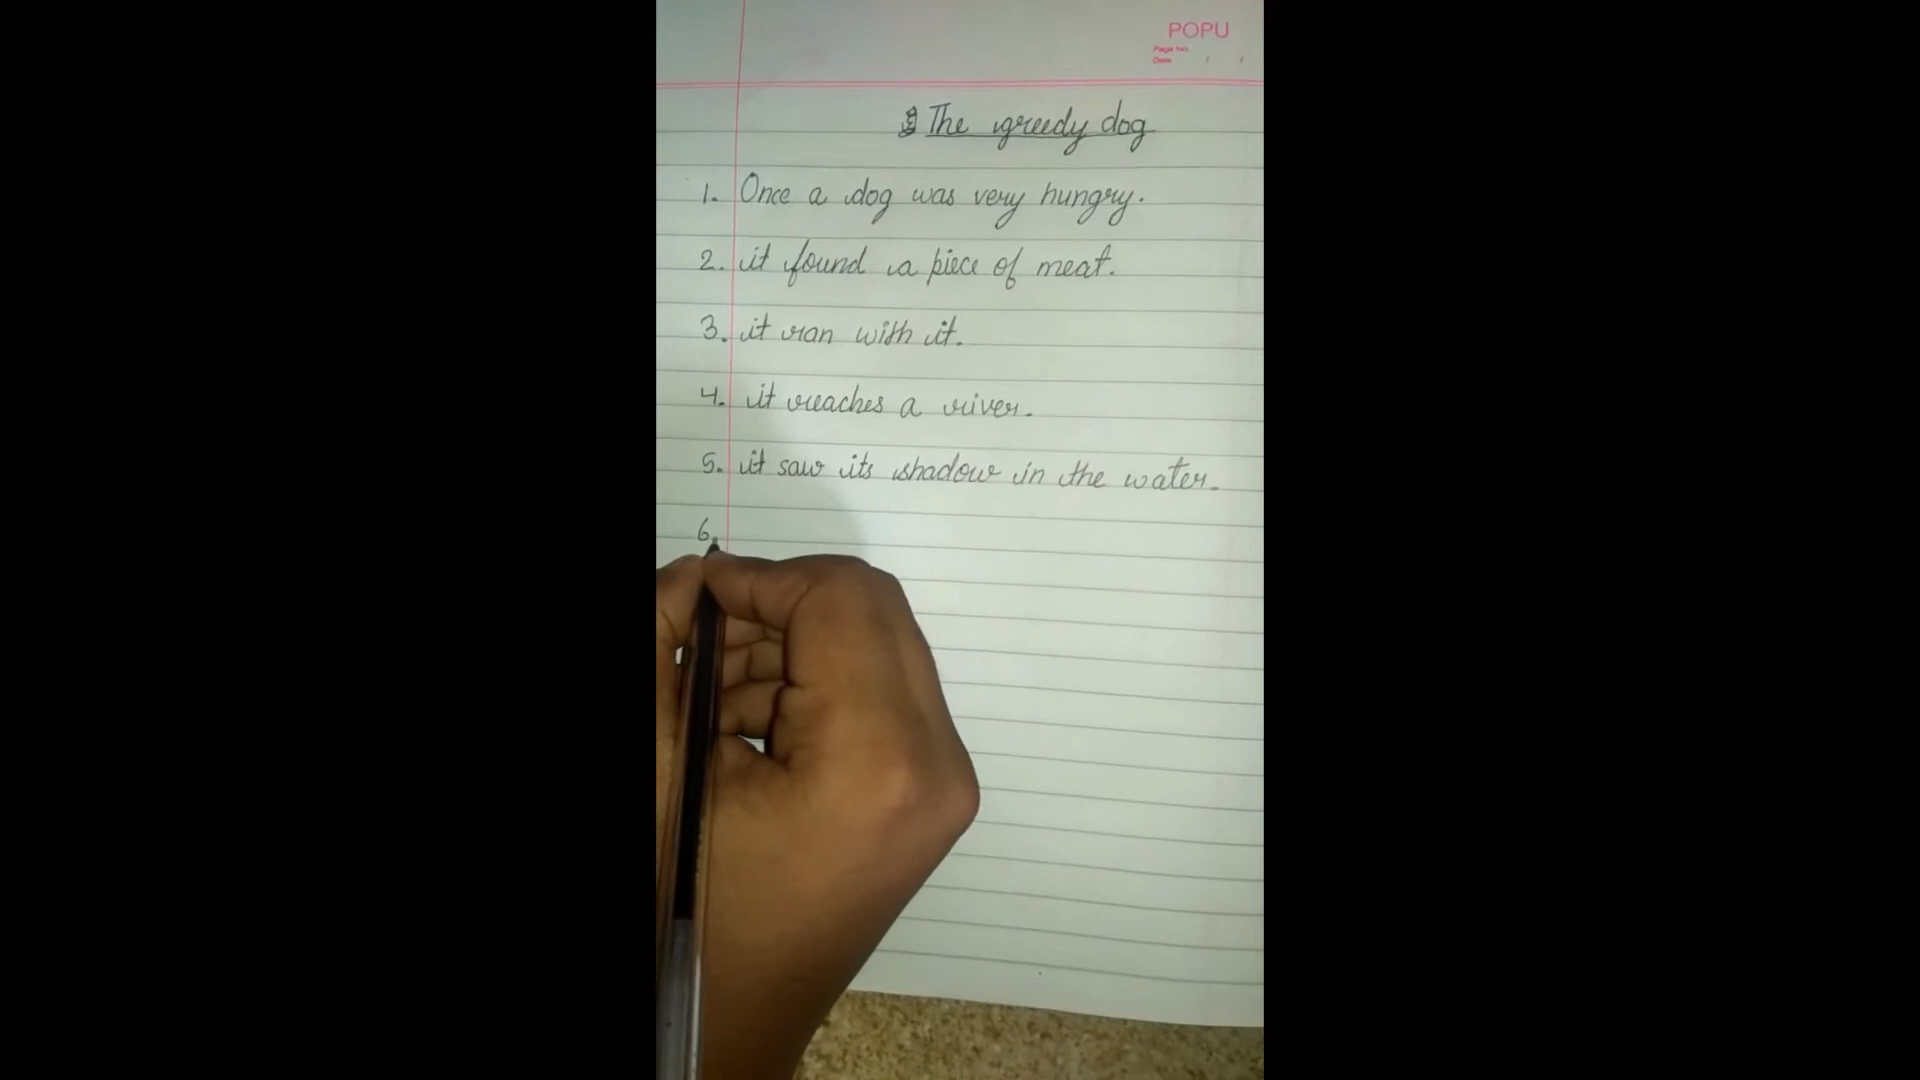 POPU
Page No.
Date / /
The greedy dog
1. Once a dog was very hungry.
2. it found a piece of meat.
3. it ran with it.
4. it reaches a river.
5. it saw its shadow in the water.
6.